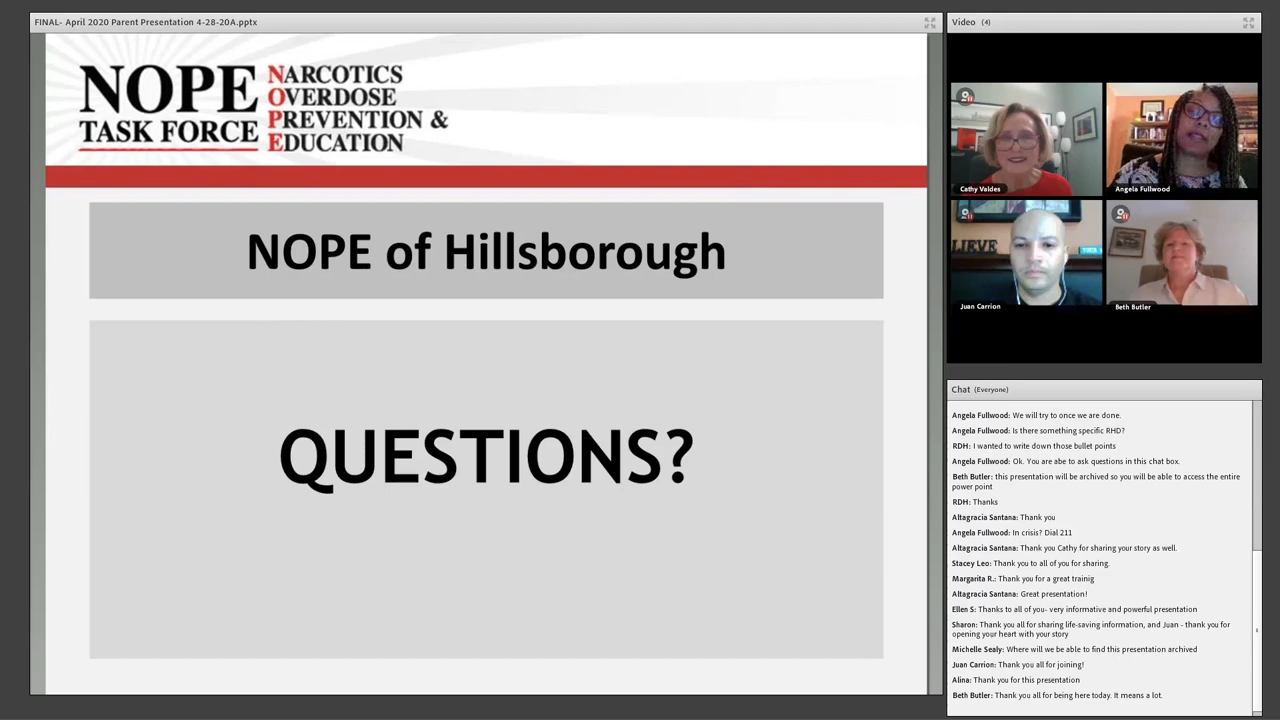 FINAL- April 2020 Parent Presentation 4-28-20A.pptx
NOPE
TASK FORCE
NARCOTICS
OVERDOSE
PREVENTION &
EDUCATION
NOPE of Hillsborough
QUESTIONS?
Video (4)
Cathy Valdes
Angela Fullwood
LIEVE
Juan Carrion
Beth Butler
Chat (Everyone)
Angela Fullwood: We will try to once we are done.
Angela Fullwood: Is there something specific RHD?
RDH: I wanted to write down those bullet points
Angela Fullwood: Ok. You are abe to ask questions in this chat box.
Beth Butler: this presentation will be archived so you will be able to access the entire
power point
RDH: Thanks
Altagracia Santana: Thank you
Angela Fullwood: In crisis? Dial 211
Altagracia Santana: Thank you Cathy for sharing your story as well.
Stacey Leo: Thank you to all of you for sharing.
Margarita R.: Thank you for a great trainig
Altagracia Santana: Great presentation!
Ellen S: Thanks to all of you- very informative and powerful presentation
Sharon: Thank you all for sharing life-saving information, and Juan - thank you for
opening your heart with your story
Michelle Sealy: Where will we be able to find this presentation archived
Juan Carrion: Thank you all for joining!
Alina: Thank you for this presentation
Beth Butler: Thank you all for being here today. It means a lot.